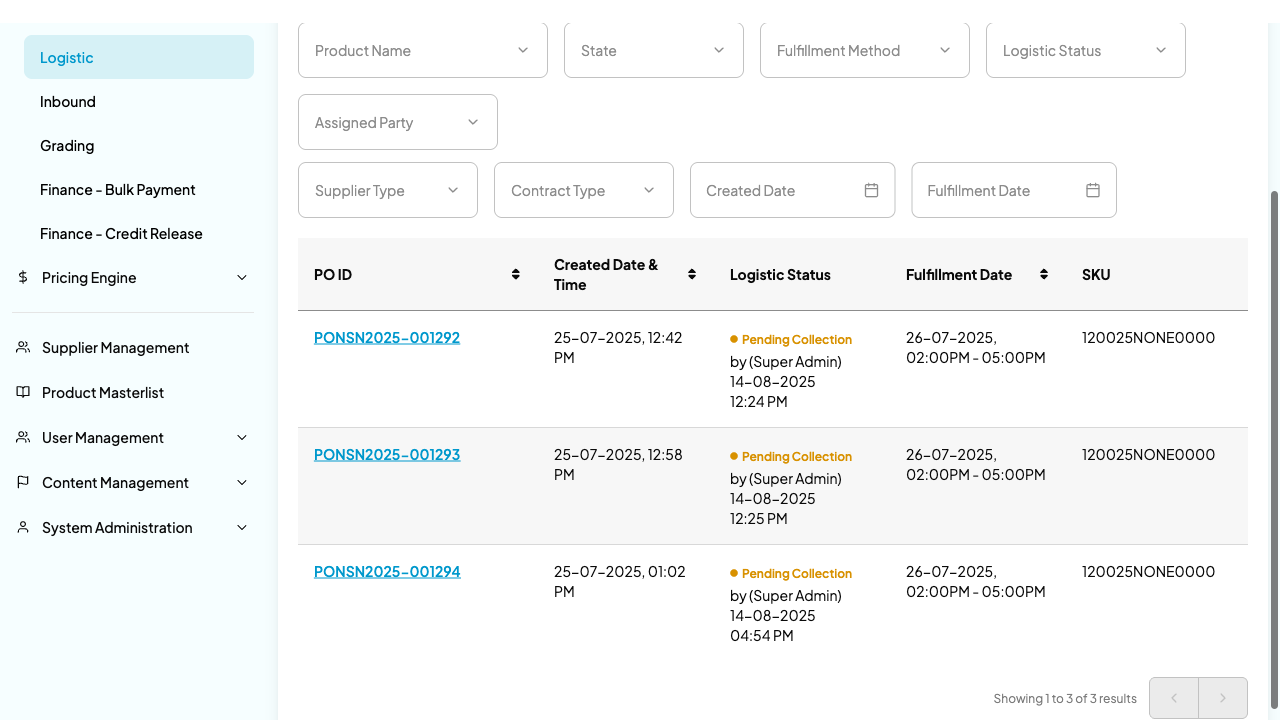 Logistic
Inbound
Grading
Finance - Bulk Payment
Finance - Credit Release
Pricing Engine
Supplier Management
Product Masterlist
User Management
Content Management
System Administration
Product Name
State
Fulfillment Method
Logistic Status
Assigned Party
Supplier Type
Contract Type
Created Date
Fulfillment Date
PO ID
Created Date &
Time
Logistic Status
Fulfillment Date
SKU
PONSN2025-001292
25-07-2025, 12:42
PM
Pending Collection
by (Super Admin)
14-08-2025
12:24 PM
26-07-2025,
02:00PM - 05:00PM
120025NONE0000
PONSN2025-001293
25-07-2025, 12:58
PM
Pending Collection
by (Super Admin)
14-08-2025
12:25 PM
26-07-2025,
02:00PM - 05:00PM
120025NONE0000
PONSN2025-001294
25-07-2025, 01:02
PM
Pending Collection
by (Super Admin)
14-08-2025
04:54 PM
26-07-2025,
02:00PM - 05:00PM
120025NONE0000
Showing 1 to 3 of 3 results